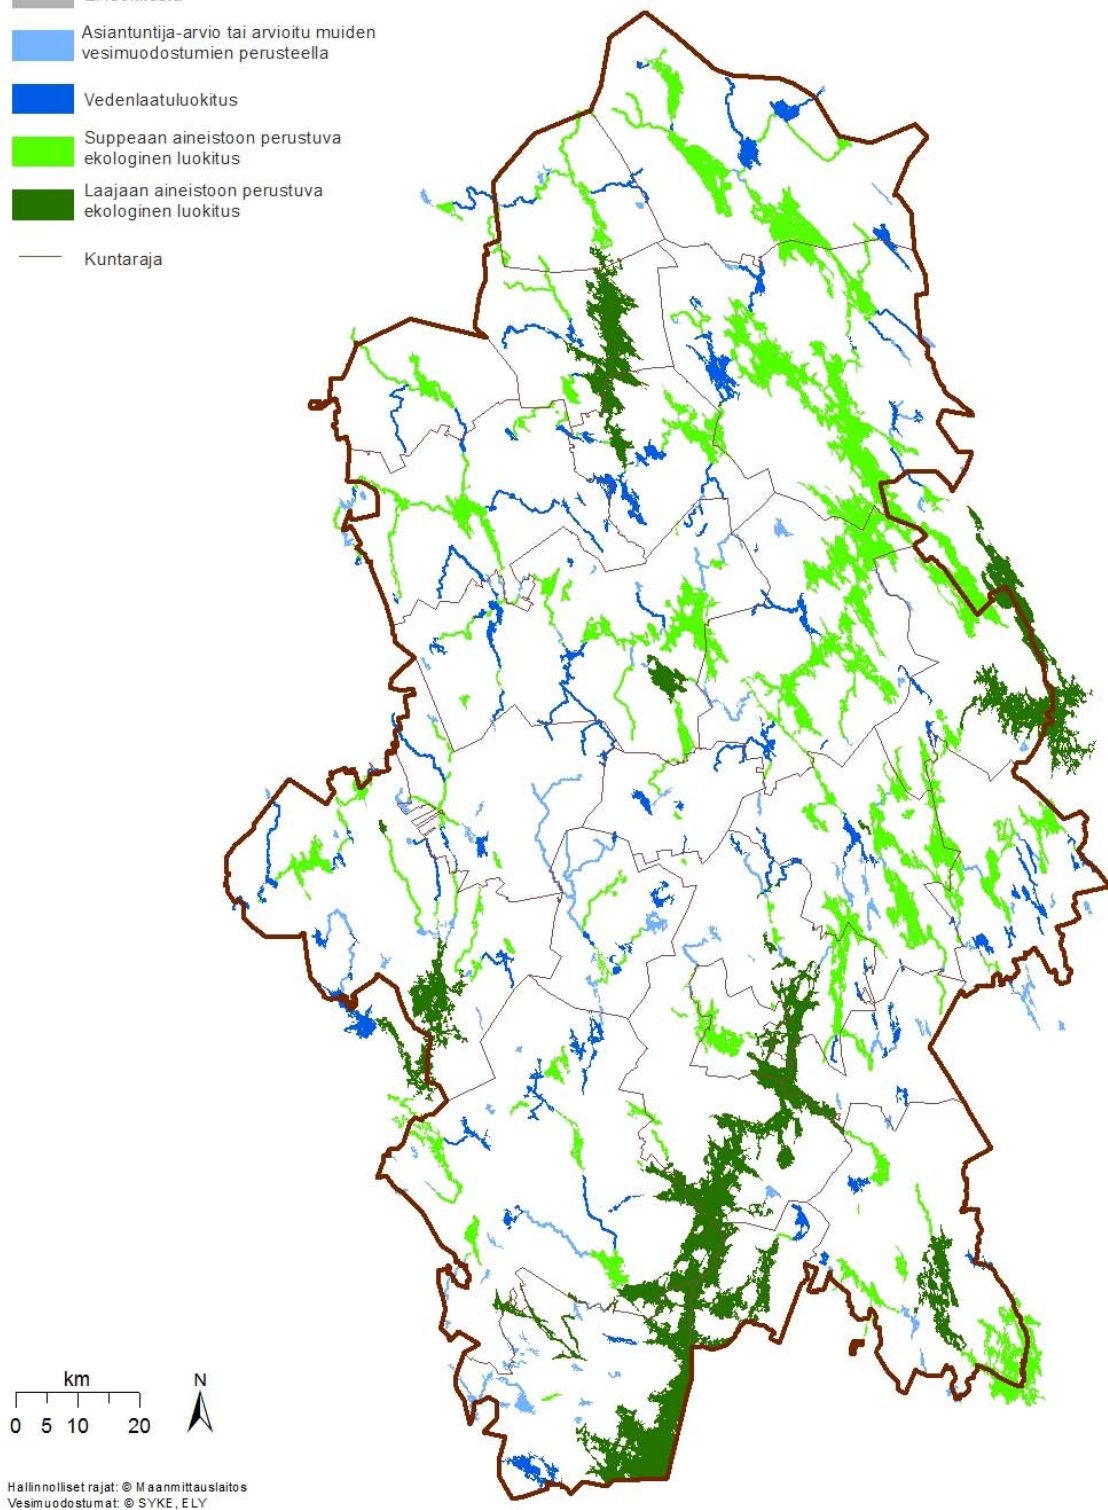 Asiantuntija-arvio tai arvioitu muiden
vesimuodostumien perusteella
Vedenlaatuluokitus
Suppeaan aineistoon perustuva
ekologinen luokitus
Laajaan aineistoon perustuva
ekologinen luokitus
Kuntaraja
km
0 5 10 20
N
Hallinnolliset rajat: © Maanmittauslaitos
Vesimuodostumat: © SYKE, ELY